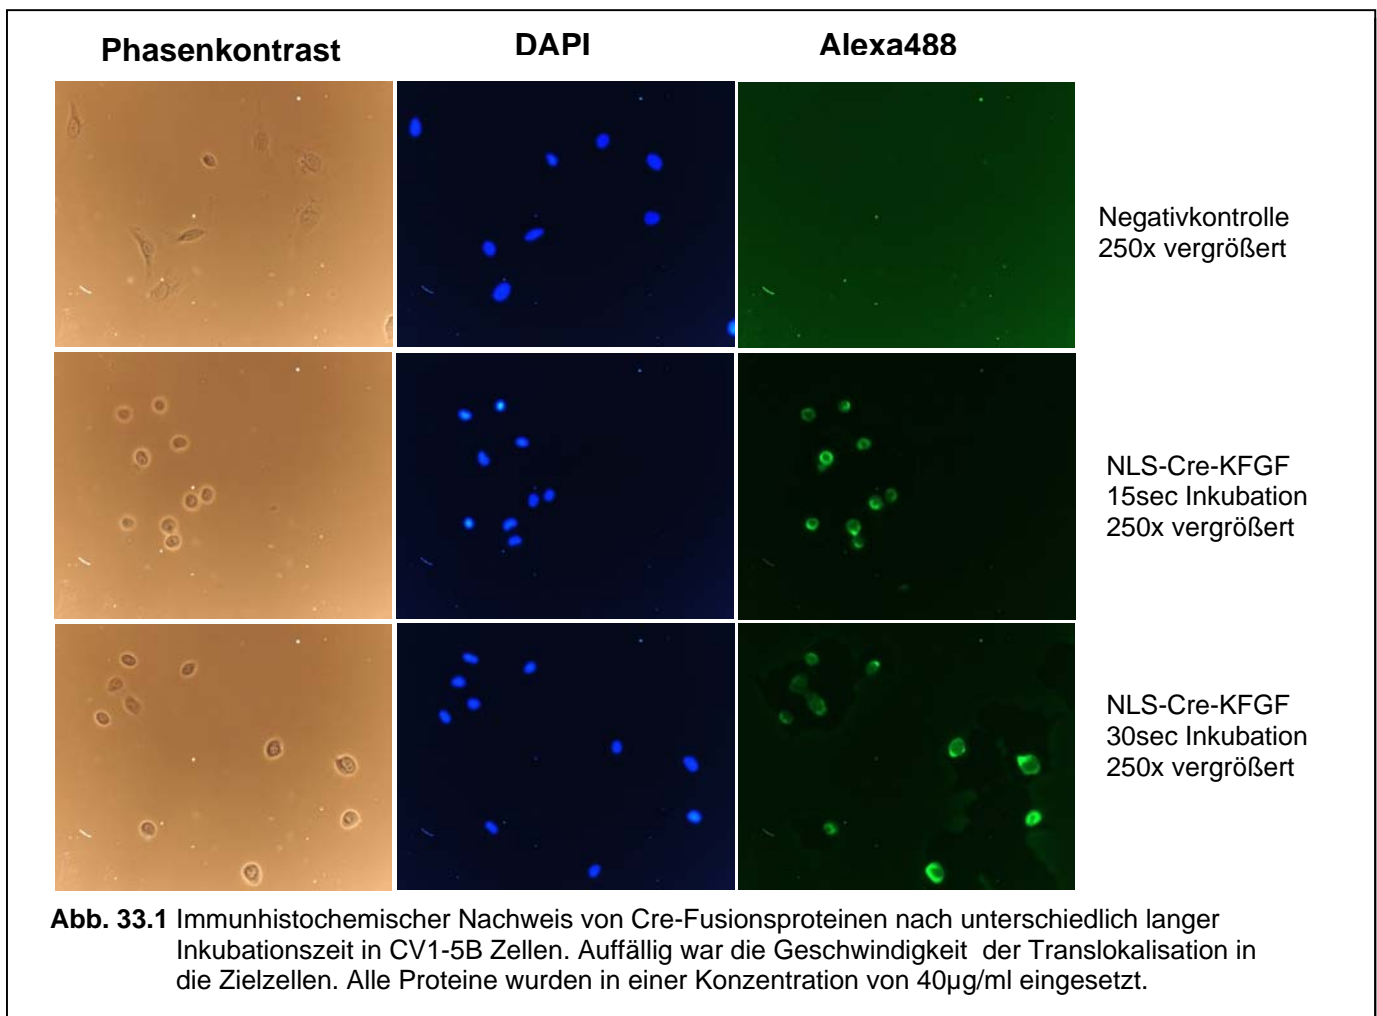 Phasenkontrast
DAPI
Alexa488
Negativkontrolle
250x vergrößert
NLS-Cre-KFGF
15sec Inkubation
250x vergrößert
NLS-Cre-KFGF
30sec Inkubation
250x vergrößert
Abb. 33.1 Immunhistochemischer Nachweis von Cre-Fusionsproteinen nach unterschiedlich langer
Inkubationszeit in CV1-5B Zellen. Auffällig war die Geschwindigkeit der Translokalisation in
die Zielzellen. Alle Proteine wurden in einer Konzentration von 40µg/ml eingesetzt.